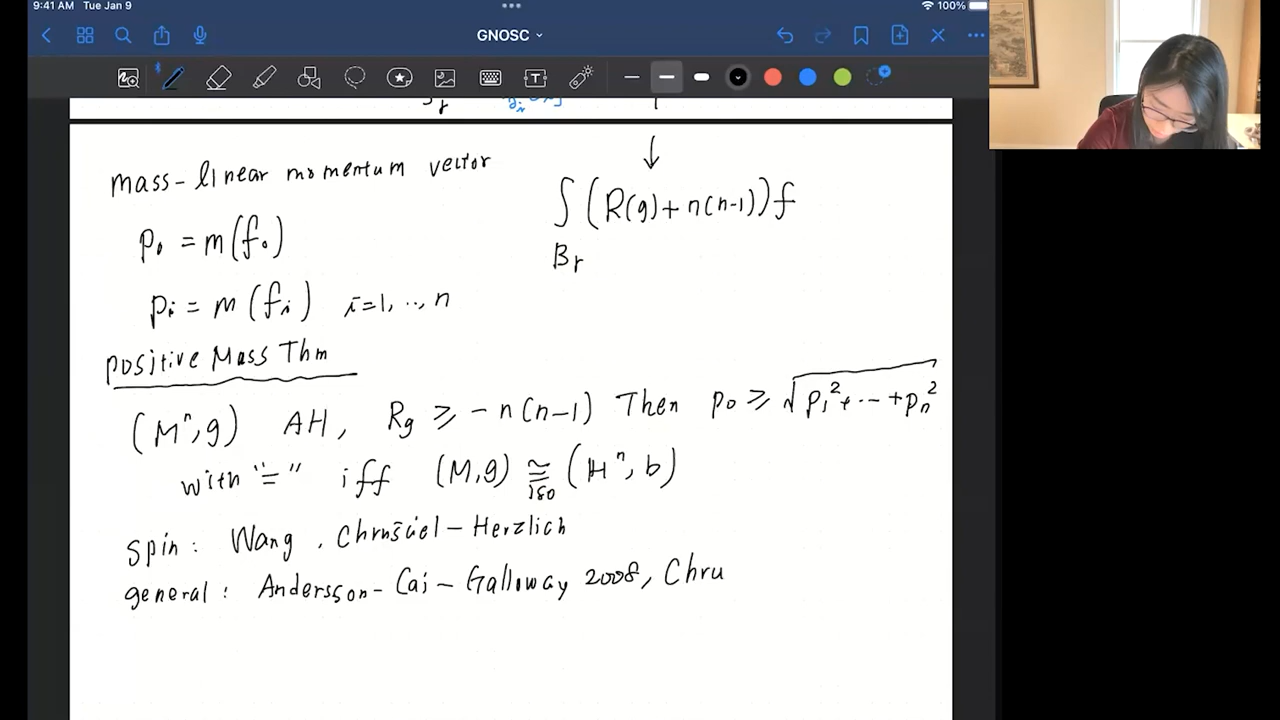 9:41 AM Tue Jan 9
100%
GNOSC
mass-linear momentum vector
p₀ = m(f₀)
pᵢ = m(fᵢ) i=1, .., n
∫ (R(g)+n(n-1))f
Bᵣ
positive Mass Thm
(Mⁿ, g) AH, Rg ≥ -n(n-1) Then p₀ ≥ √p₁²+⋯+pₙ²
with "=" iff (M,g) ≅iso (ℍⁿ, b)
spin: Wang, Chruściel-Herzlich
general: Andersson-Cai-Galloway 2008, Chru